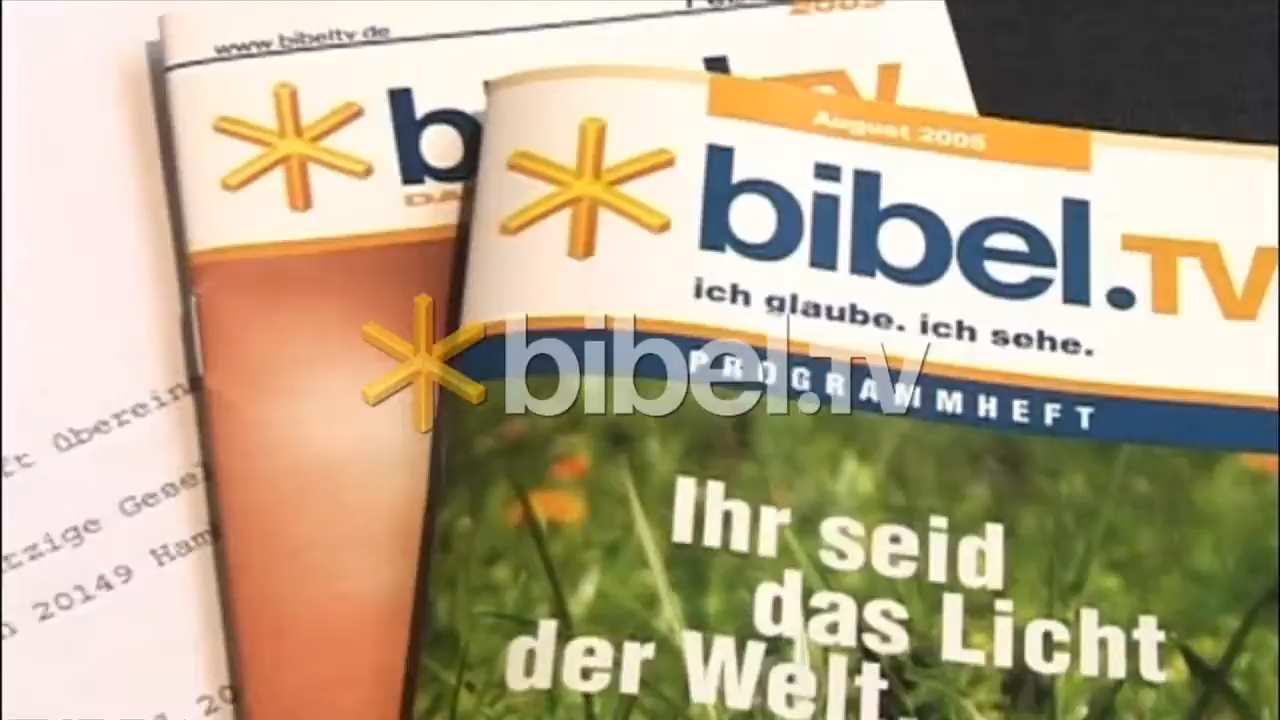 www.bibeltv.de
2005
August 2005
bibel.TV
ich glaube. ich sehe.
PROGRAMMHEFT
bibel.TV
Ihr seid
das Licht
der Welt.
20149